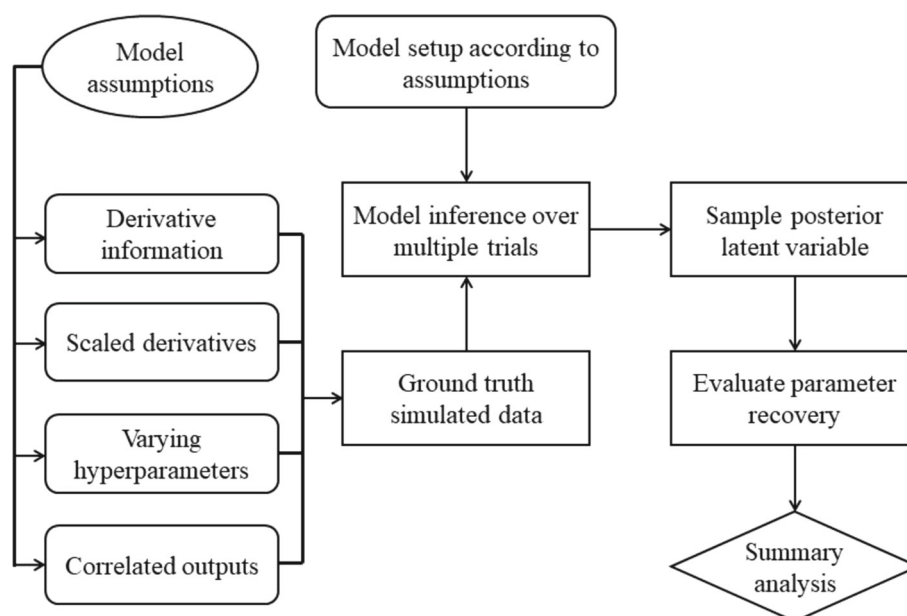 Model
assumptions
Model setup according to
assumptions
Derivative
information
Scaled derivatives
Varying
hyperparameters
Correlated outputs
Model inference over
multiple trials
Ground truth
simulated data
Sample posterior
latent variable
Evaluate parameter
recovery
Summary
analysis